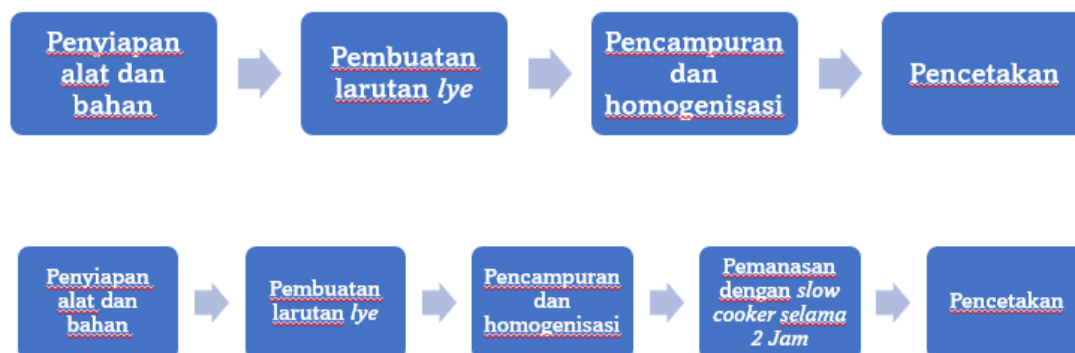 Penyiapan
alat dan
bahan
Pembuatan
larutan lye
Pencampuran
dan
homogenisasi
Pencetakan
Penyiapan
alat dan
bahan
Pembuatan
larutan lye
Pencampuran
dan
homogenisasi
Pemanasan
dengan slow
cooker selama
2 Jam
Pencetakan